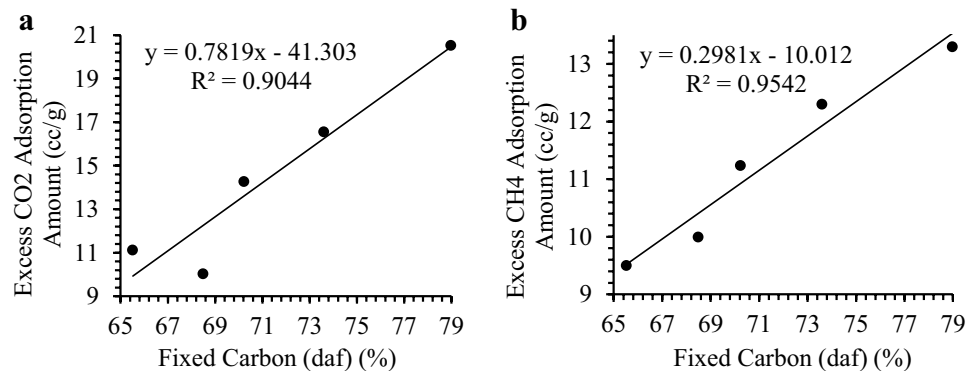 a
Excess CO2 Adsorption
Amount (cc/g)
y = 0.7819x - 41.303
R² = 0.9044
21
19
17
15
13
11
9
65 67 69 71 73 75 77 79
Fixed Carbon (daf) (%)
b
Excess CH4 Adsorption
Amount (cc/g)
y = 0.2981x - 10.012
R² = 0.9542
13
12
11
10
9
65 67 69 71 73 75 77 79
Fixed Carbon (daf) (%)